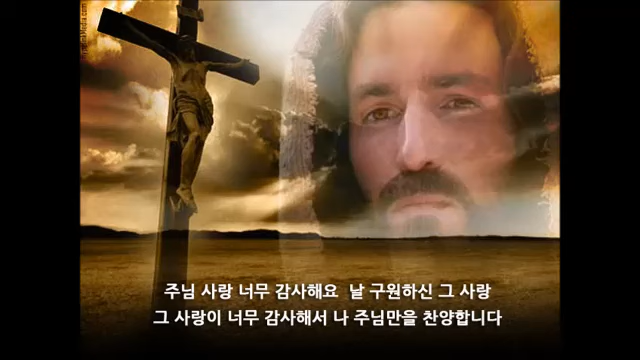 주님 사랑 너무 감사해요 날 구원하신 그 사랑
그 사랑이 너무 감사해서 나 주님만을 찬양합니다